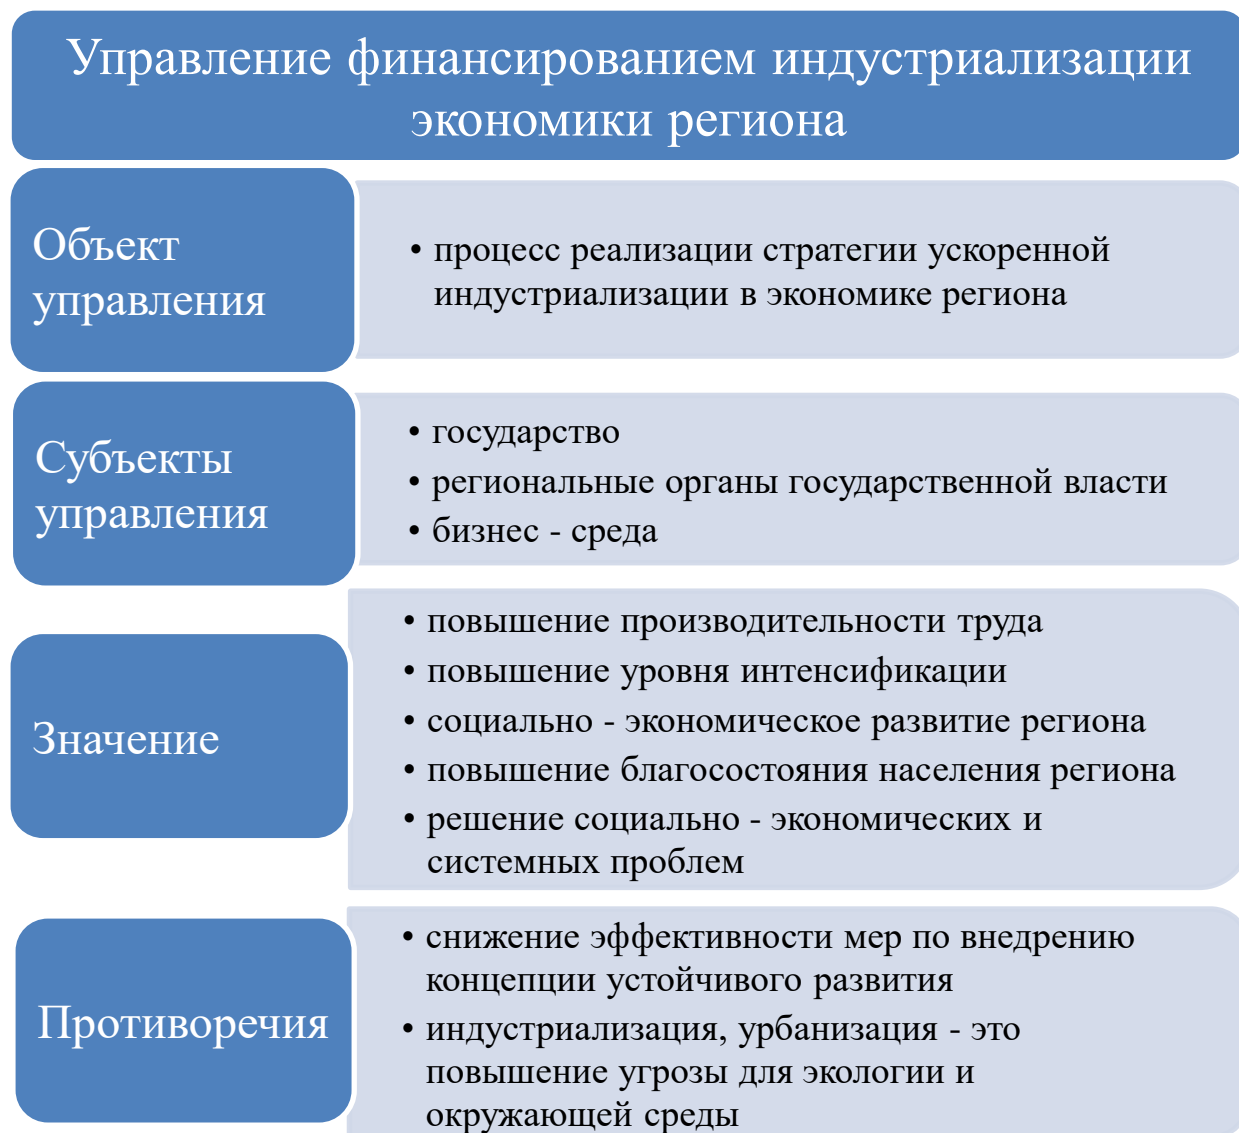 Управление финансированием индустриализации
экономики региона
Объект
управления
• процесс реализации стратегии ускоренной
индустриализации в экономике региона
Субъекты
управления
• государство
• региональные органы государственной власти
• бизнес - среда
Значение
• повышение производительности труда
• повышение уровня интенсификации
• социально - экономическое развитие региона
• повышение благосостояния населения региона
• решение социально - экономических и
системных проблем
Противоречия
• снижение эффективности мер по внедрению
концепции устойчивого развития
• индустриализация, урбанизация - это
повышение угрозы для экологии и
окружающей среды